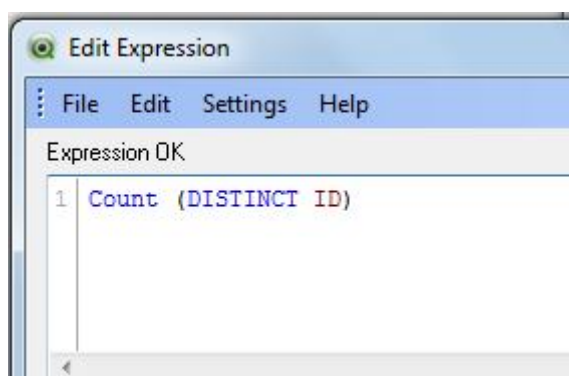 Edit Expression
File Edit Settings Help
Expression OK
1 Count (DISTINCT ID)